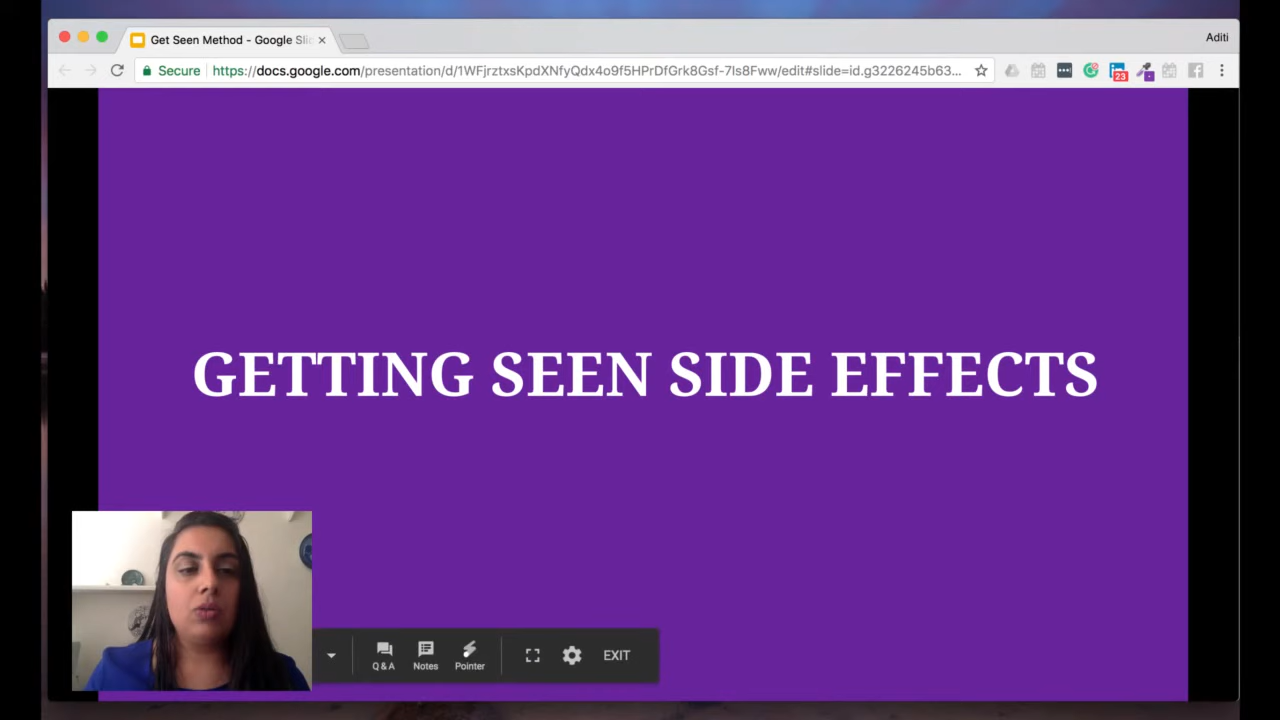 Get Seen Method - Google Sli
Aditi
Secure https://docs.google.com/presentation/d/1WFjrztxsKpdXNfyQdx4o9f5HPrDfGrk8Gsf-7ls8Fww/edit#slide=id.g3226245b63...
23
GETTING SEEN SIDE EFFECTS
Q & A Notes Pointer EXIT